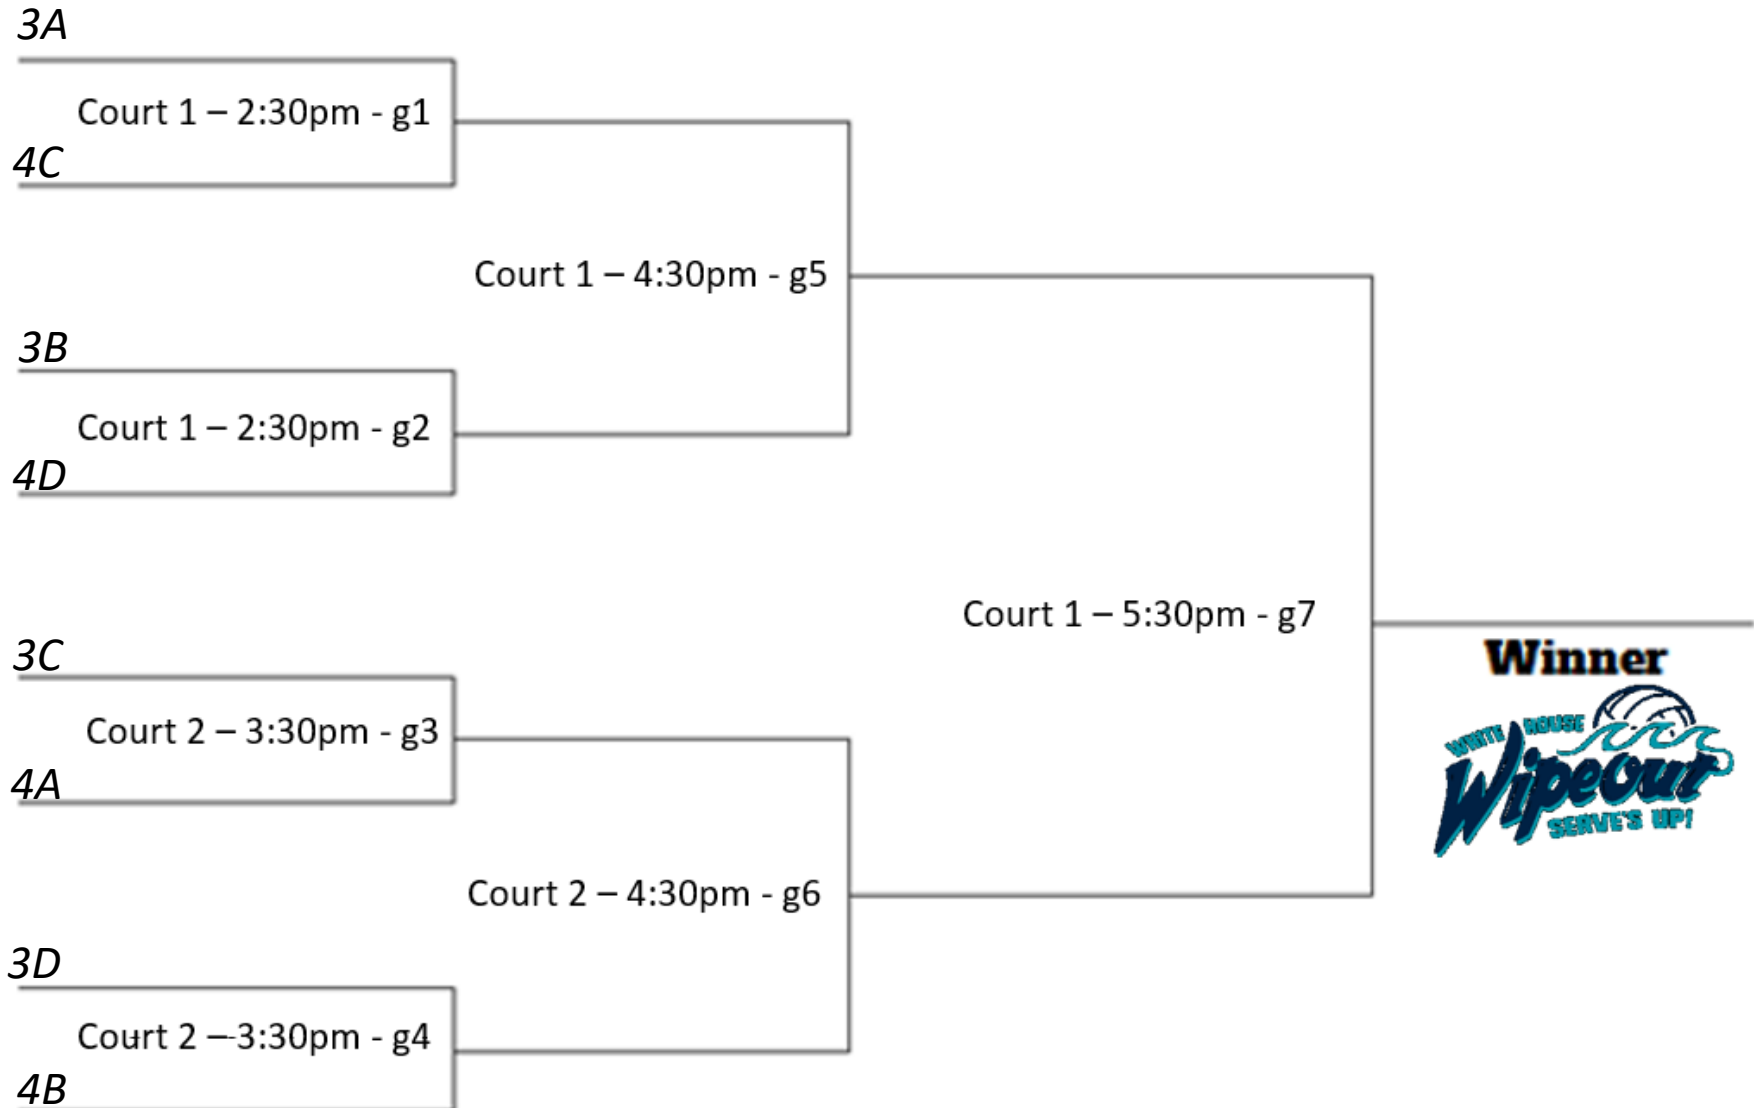 3A
Court 1 – 2:30pm - g1
4C
Court 1 – 4:30pm - g5
3B
Court 1 – 2:30pm - g2
4D
Court 1 – 5:30pm - g7
Winner
WHITE HOUSE
Wipeout
SERVE'S UP!
3C
Court 2 – 3:30pm - g3
4A
Court 2 – 4:30pm - g6
3D
Court 2 – 3:30pm - g4
4B